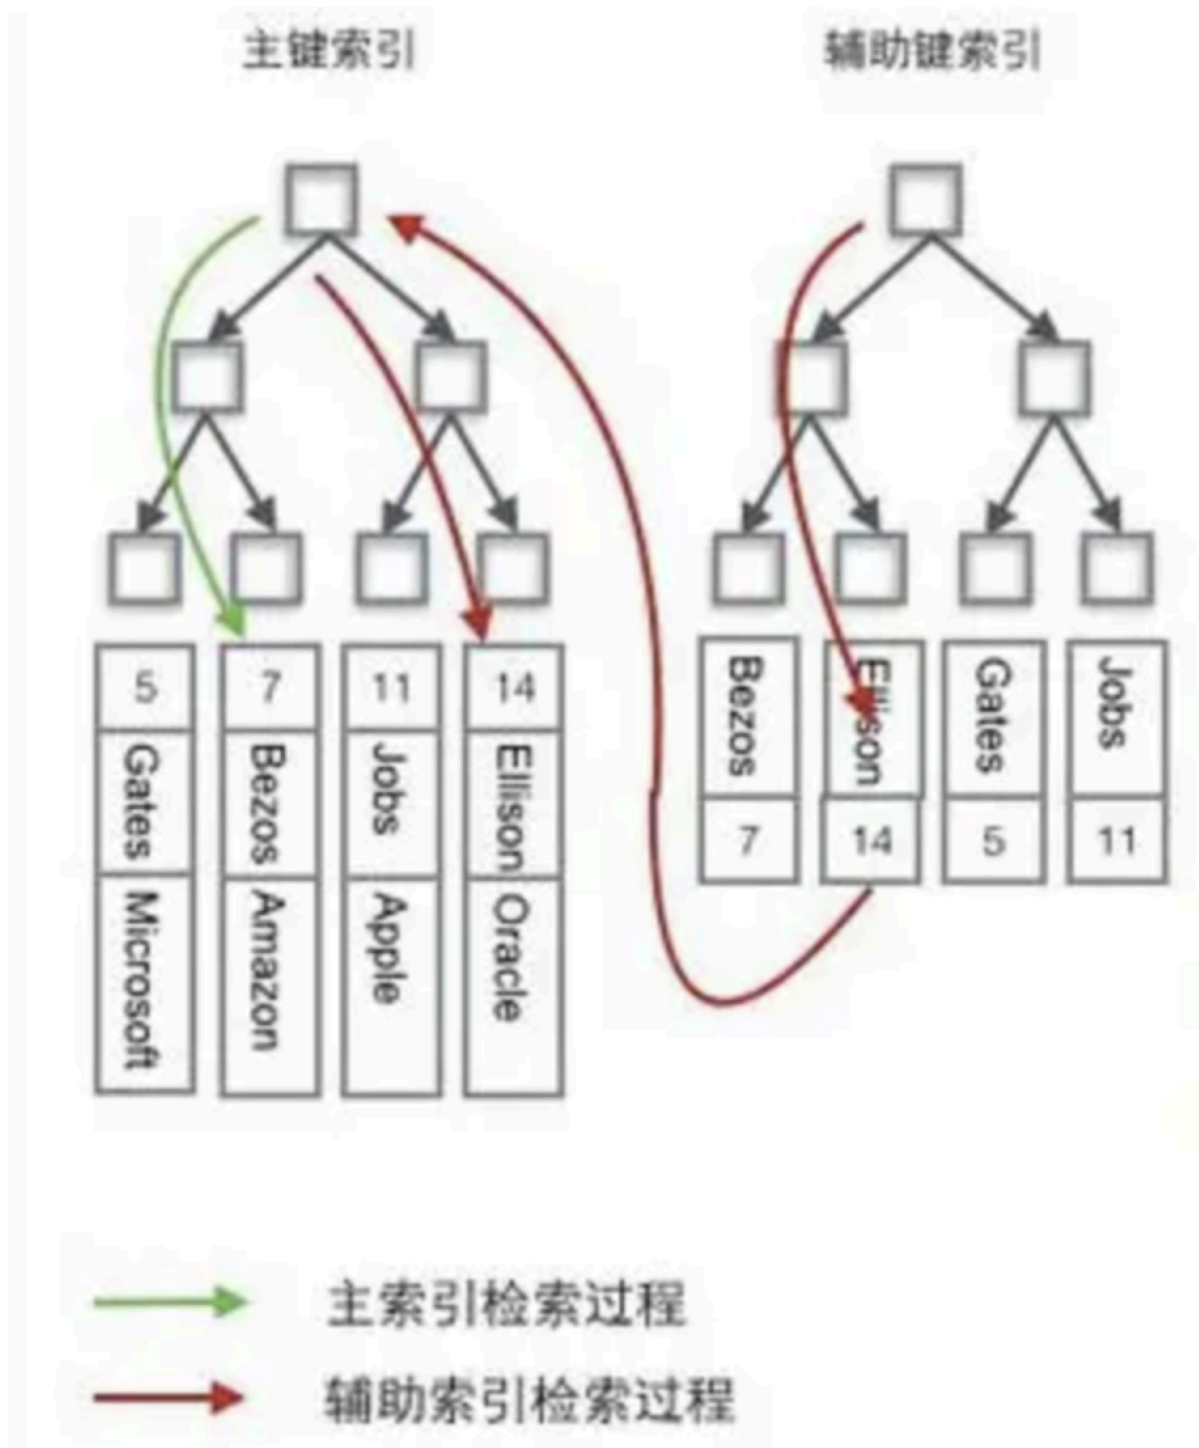 主键索引
辅助键索引
5
7
11
14
Gates
Bezos
Jobs
Ellison
Microsoft
Amazon
Apple
Oracle
Bezos
Ellison
Gates
Jobs
7
14
5
11
主索引检索过程
辅助索引检索过程